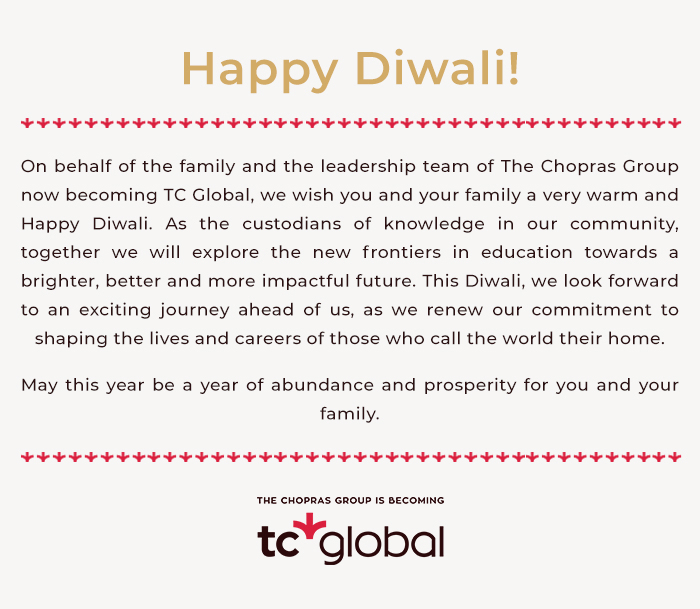 Happy Diwali!
On behalf of the family and the leadership team of The Chopras Group
now becoming TC Global, we wish you and your family a very warm and
Happy Diwali. As the custodians of knowledge in our community,
together we will explore the new frontiers in education towards a
brighter, better and more impactful future. This Diwali, we look forward
to an exciting journey ahead of us, as we renew our commitment to
shaping the lives and careers of those who call the world their home.
May this year be a year of abundance and prosperity for you and your
family.
THE CHOPRAS GROUP IS BECOMING
tc global